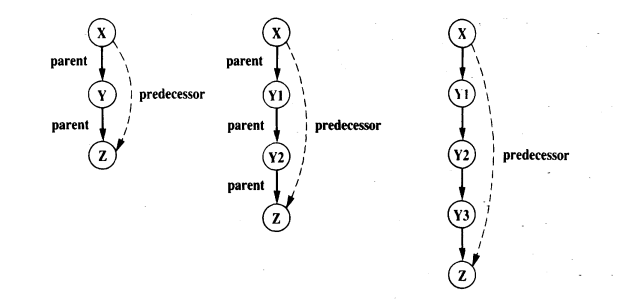 X
parent
Y
predecessor
parent
Z
X
parent
Y1
parent
predecessor
Y2
parent
Z
X
Y1
Y2
predecessor
Y3
Z